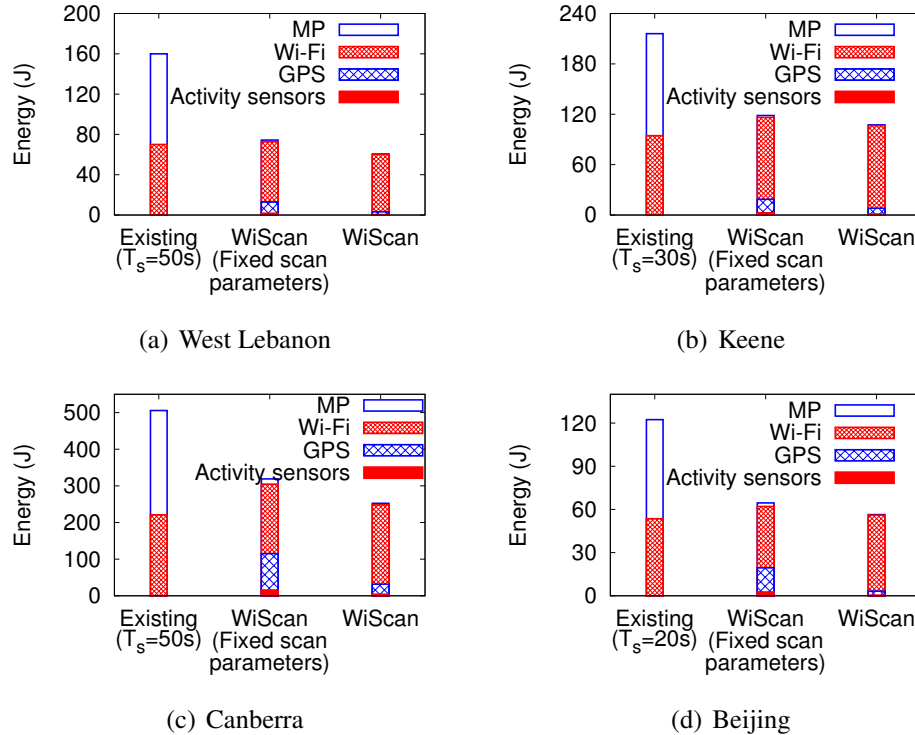 MP
Wi-Fi
GPS
Activity sensors
Energy (J)
200
160
120
80
40
0
Existing
(T_s=50s)
WiScan
(Fixed scan
parameters)
WiScan
(a) West Lebanon
MP
Wi-Fi
GPS
Activity sensors
Energy (J)
240
180
120
60
0
Existing
(T_s=30s)
WiScan
(Fixed scan
parameters)
WiScan
(b) Keene
MP
Wi-Fi
GPS
Activity sensors
Energy (J)
500
400
300
200
100
0
Existing
(T_s=50s)
WiScan
(Fixed scan
parameters)
WiScan
(c) Canberra
MP
Wi-Fi
GPS
Activity sensors
Energy (J)
120
90
60
30
0
Existing
(T_s=20s)
WiScan
(Fixed scan
parameters)
WiScan
(d) Beijing